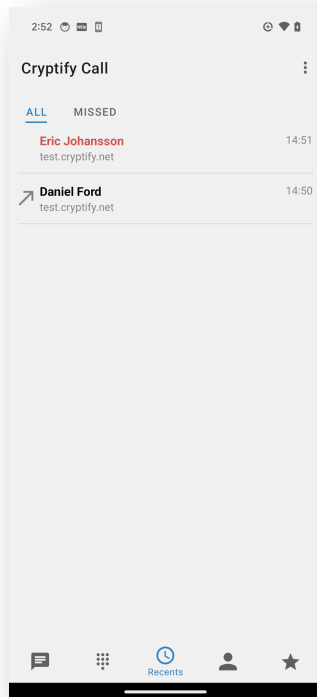 2:52
Cryptify Call
ALL MISSED
Eric Johansson 14:51
test.cryptify.net
Daniel Ford 14:50
test.cryptify.net
Recents